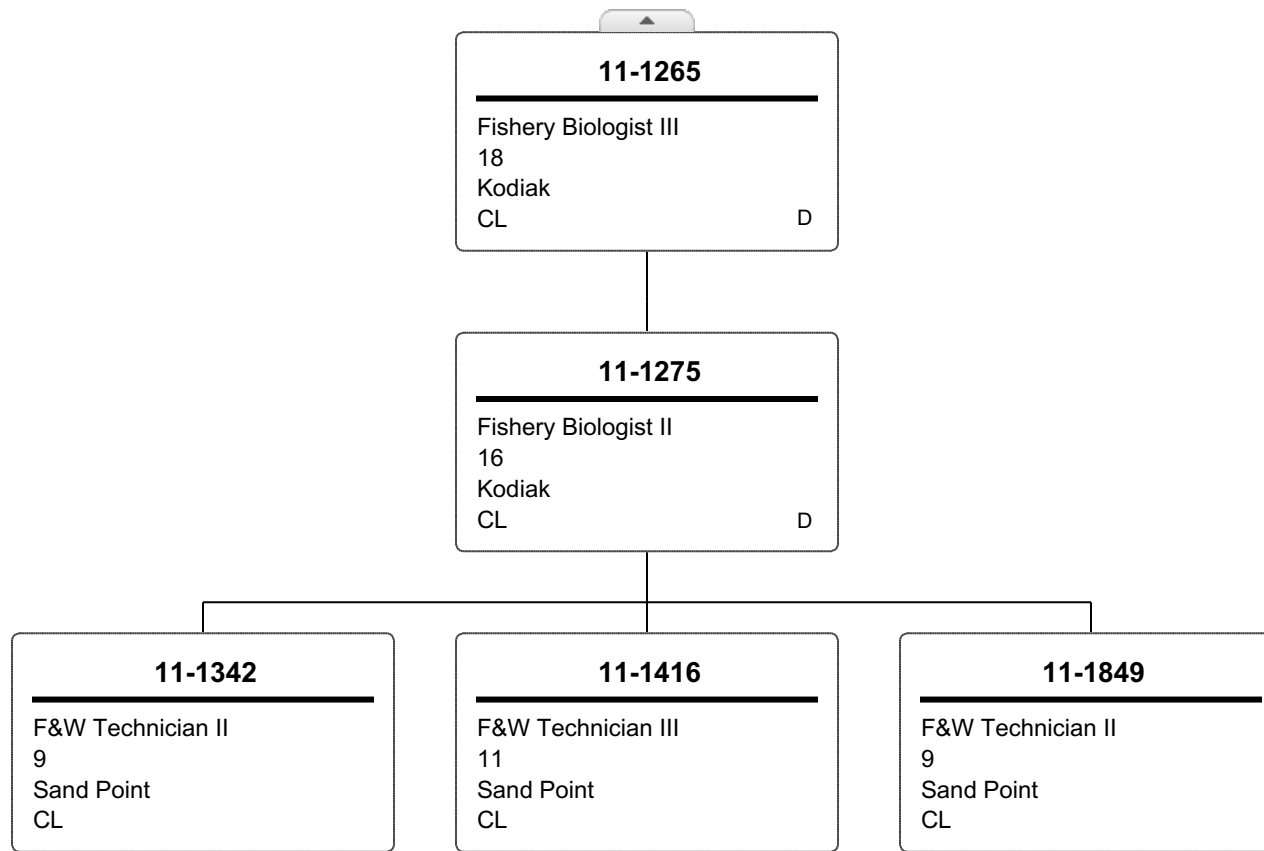 11-1265
Fishery Biologist III
18
Kodiak
CL D
11-1275
Fishery Biologist II
16
Kodiak
CL D
11-1342
F&W Technician II
9
Sand Point
CL
11-1416
F&W Technician III
11
Sand Point
CL
11-1849
F&W Technician II
9
Sand Point
CL